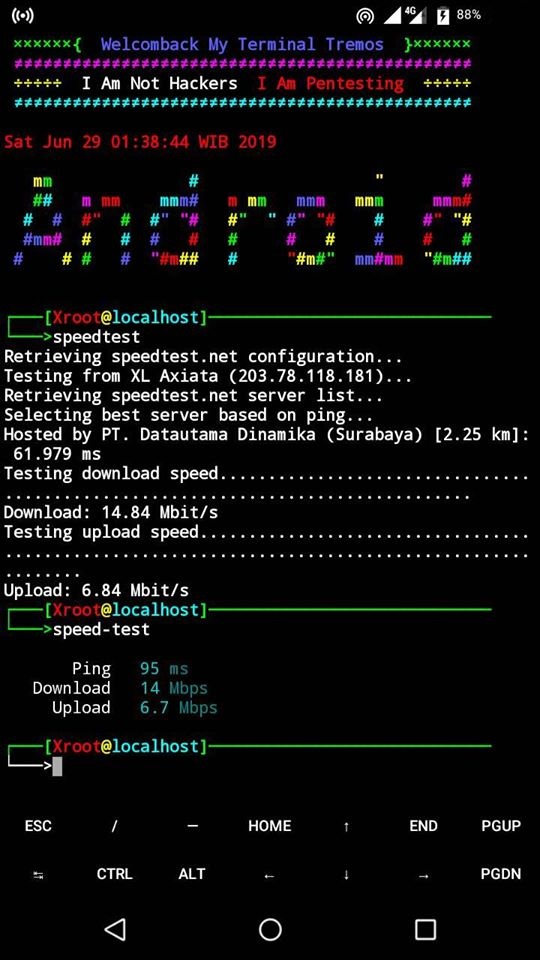 4G 88%
××××××{ Welcomback My Terminal Tremos }××××××
≠≠≠≠≠≠≠≠≠≠≠≠≠≠≠≠≠≠≠≠≠≠≠≠≠≠≠≠≠≠≠≠≠≠≠≠≠≠≠≠≠≠≠≠≠≠≠
÷÷÷÷÷ I Am Not Hackers I Am Pentesting ÷÷÷÷÷
≠≠≠≠≠≠≠≠≠≠≠≠≠≠≠≠≠≠≠≠≠≠≠≠≠≠≠≠≠≠≠≠≠≠≠≠≠≠≠≠≠≠≠≠≠≠≠
Sat Jun 29 01:38:44 WIB 2019
Android
┌───[Xroot@localhost]─────────────────────────────
└───>speedtest
Retrieving speedtest.net configuration...
Testing from XL Axiata (203.78.118.181)...
Retrieving speedtest.net server list...
Selecting best server based on ping...
Hosted by PT. Datautama Dinamika (Surabaya) [2.25 km]:
61.979 ms
Testing download speed................................
................................................
Download: 14.84 Mbit/s
Testing upload speed..................................
......................................................
........
Upload: 6.84 Mbit/s
┌───[Xroot@localhost]─────────────────────────────
└───>speed-test
Ping 95 ms
Download 14 Mbps
Upload 6.7 Mbps
┌───[Xroot@localhost]─────────────────────────────
└───>
ESC / — HOME ↑ END PGUP
↹ CTRL ALT ← ↓ → PGDN